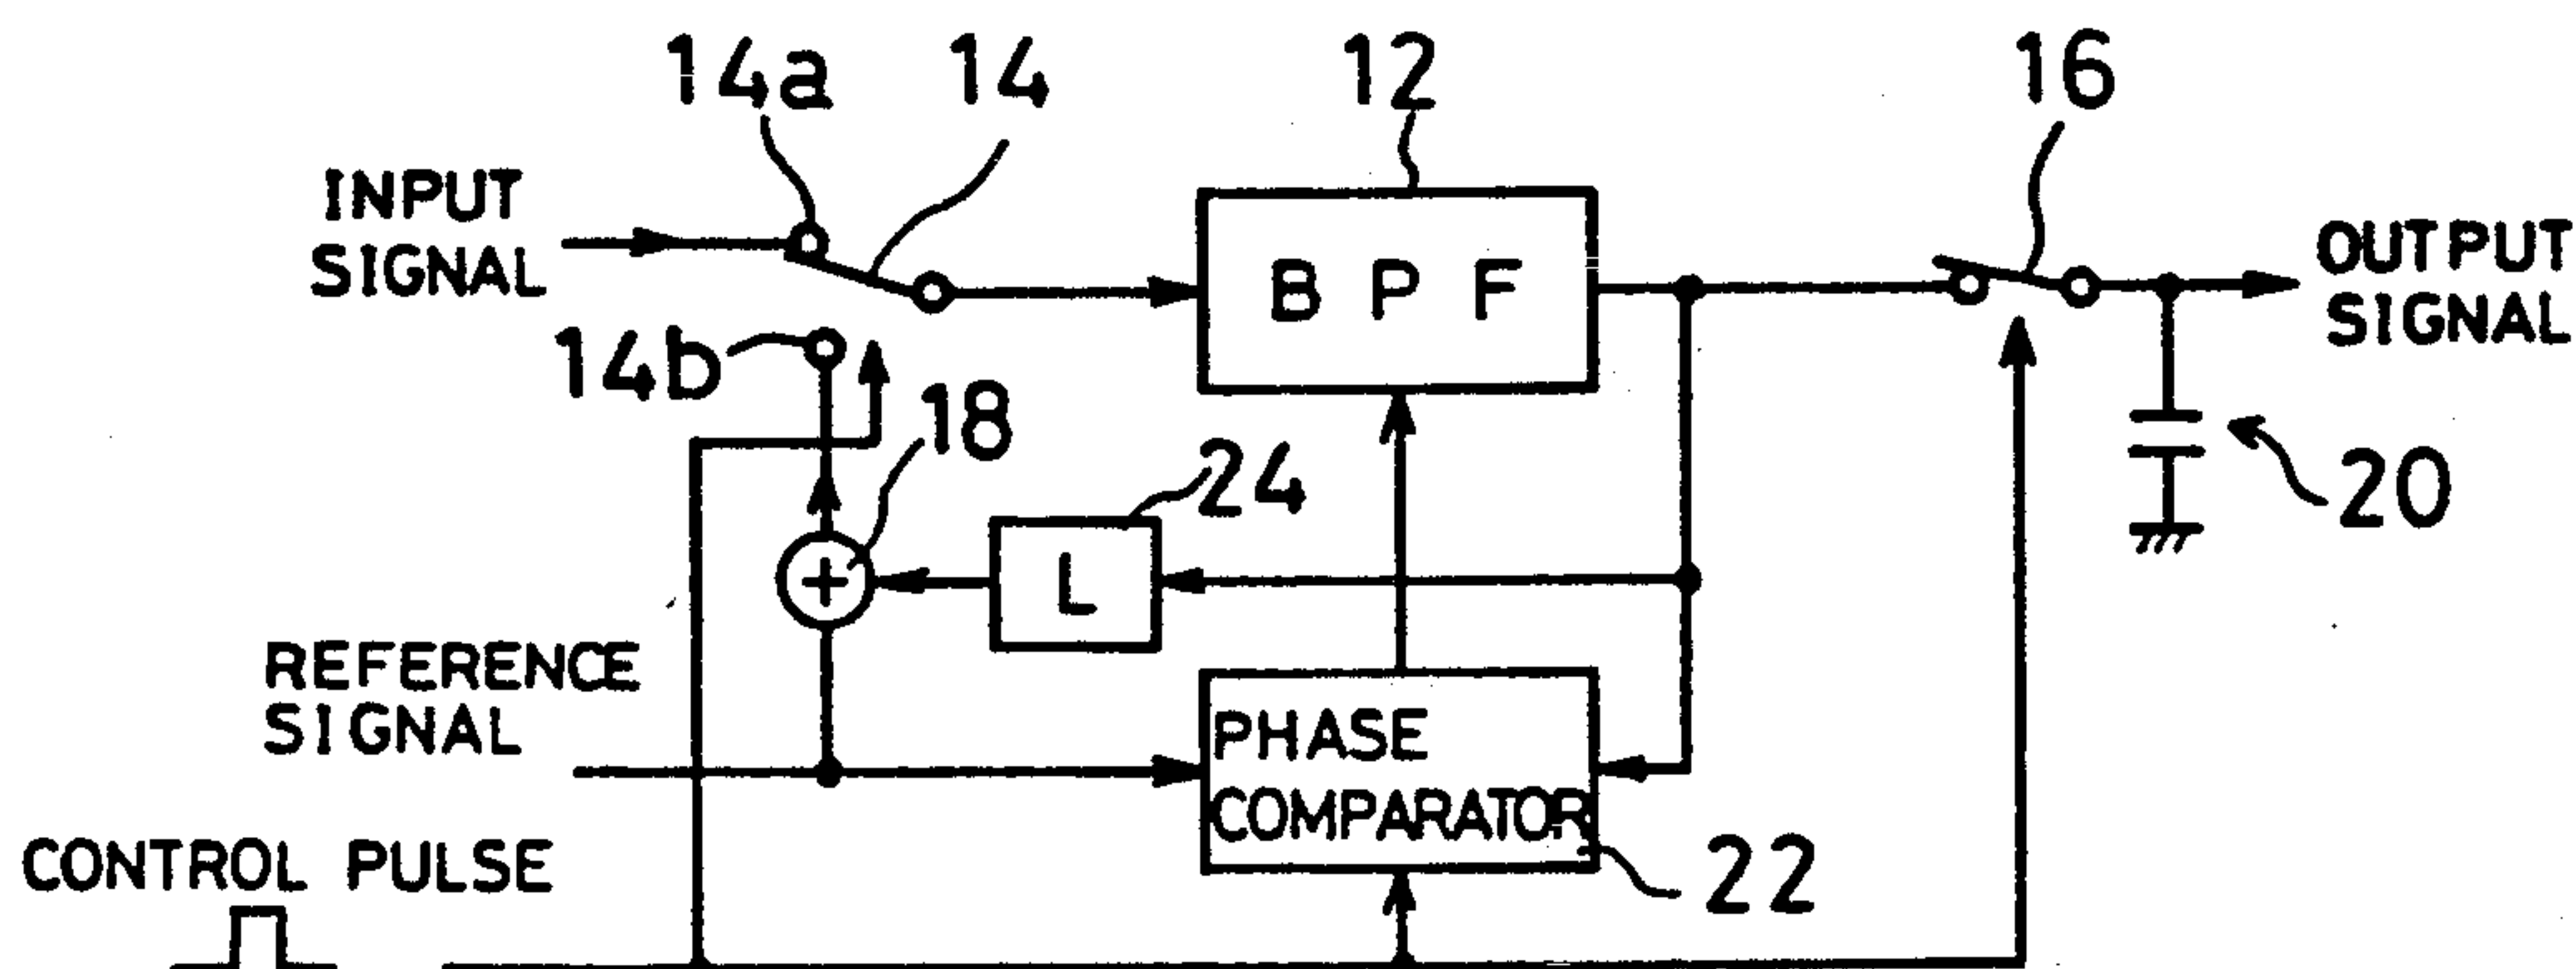 14a
14
12
16
INPUT
SIGNAL
BPF
OUTPUT
SIGNAL
14b
18
24
20
+
L
REFERENCE
SIGNAL
PHASE
COMPARATOR
22
CONTROL PULSE